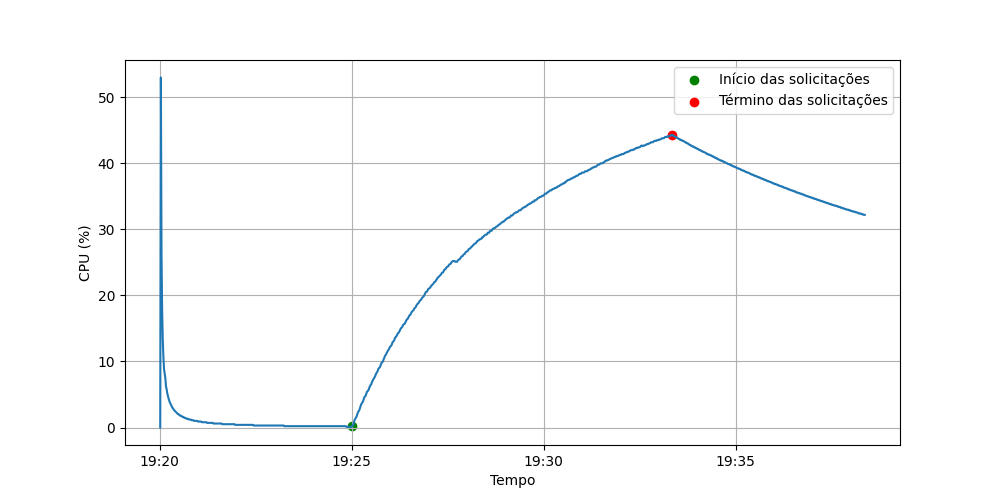 Início das solicitações
Término das solicitações
CPU (%)
50
40
30
20
10
0
19:20 19:25 19:30 19:35
Tempo